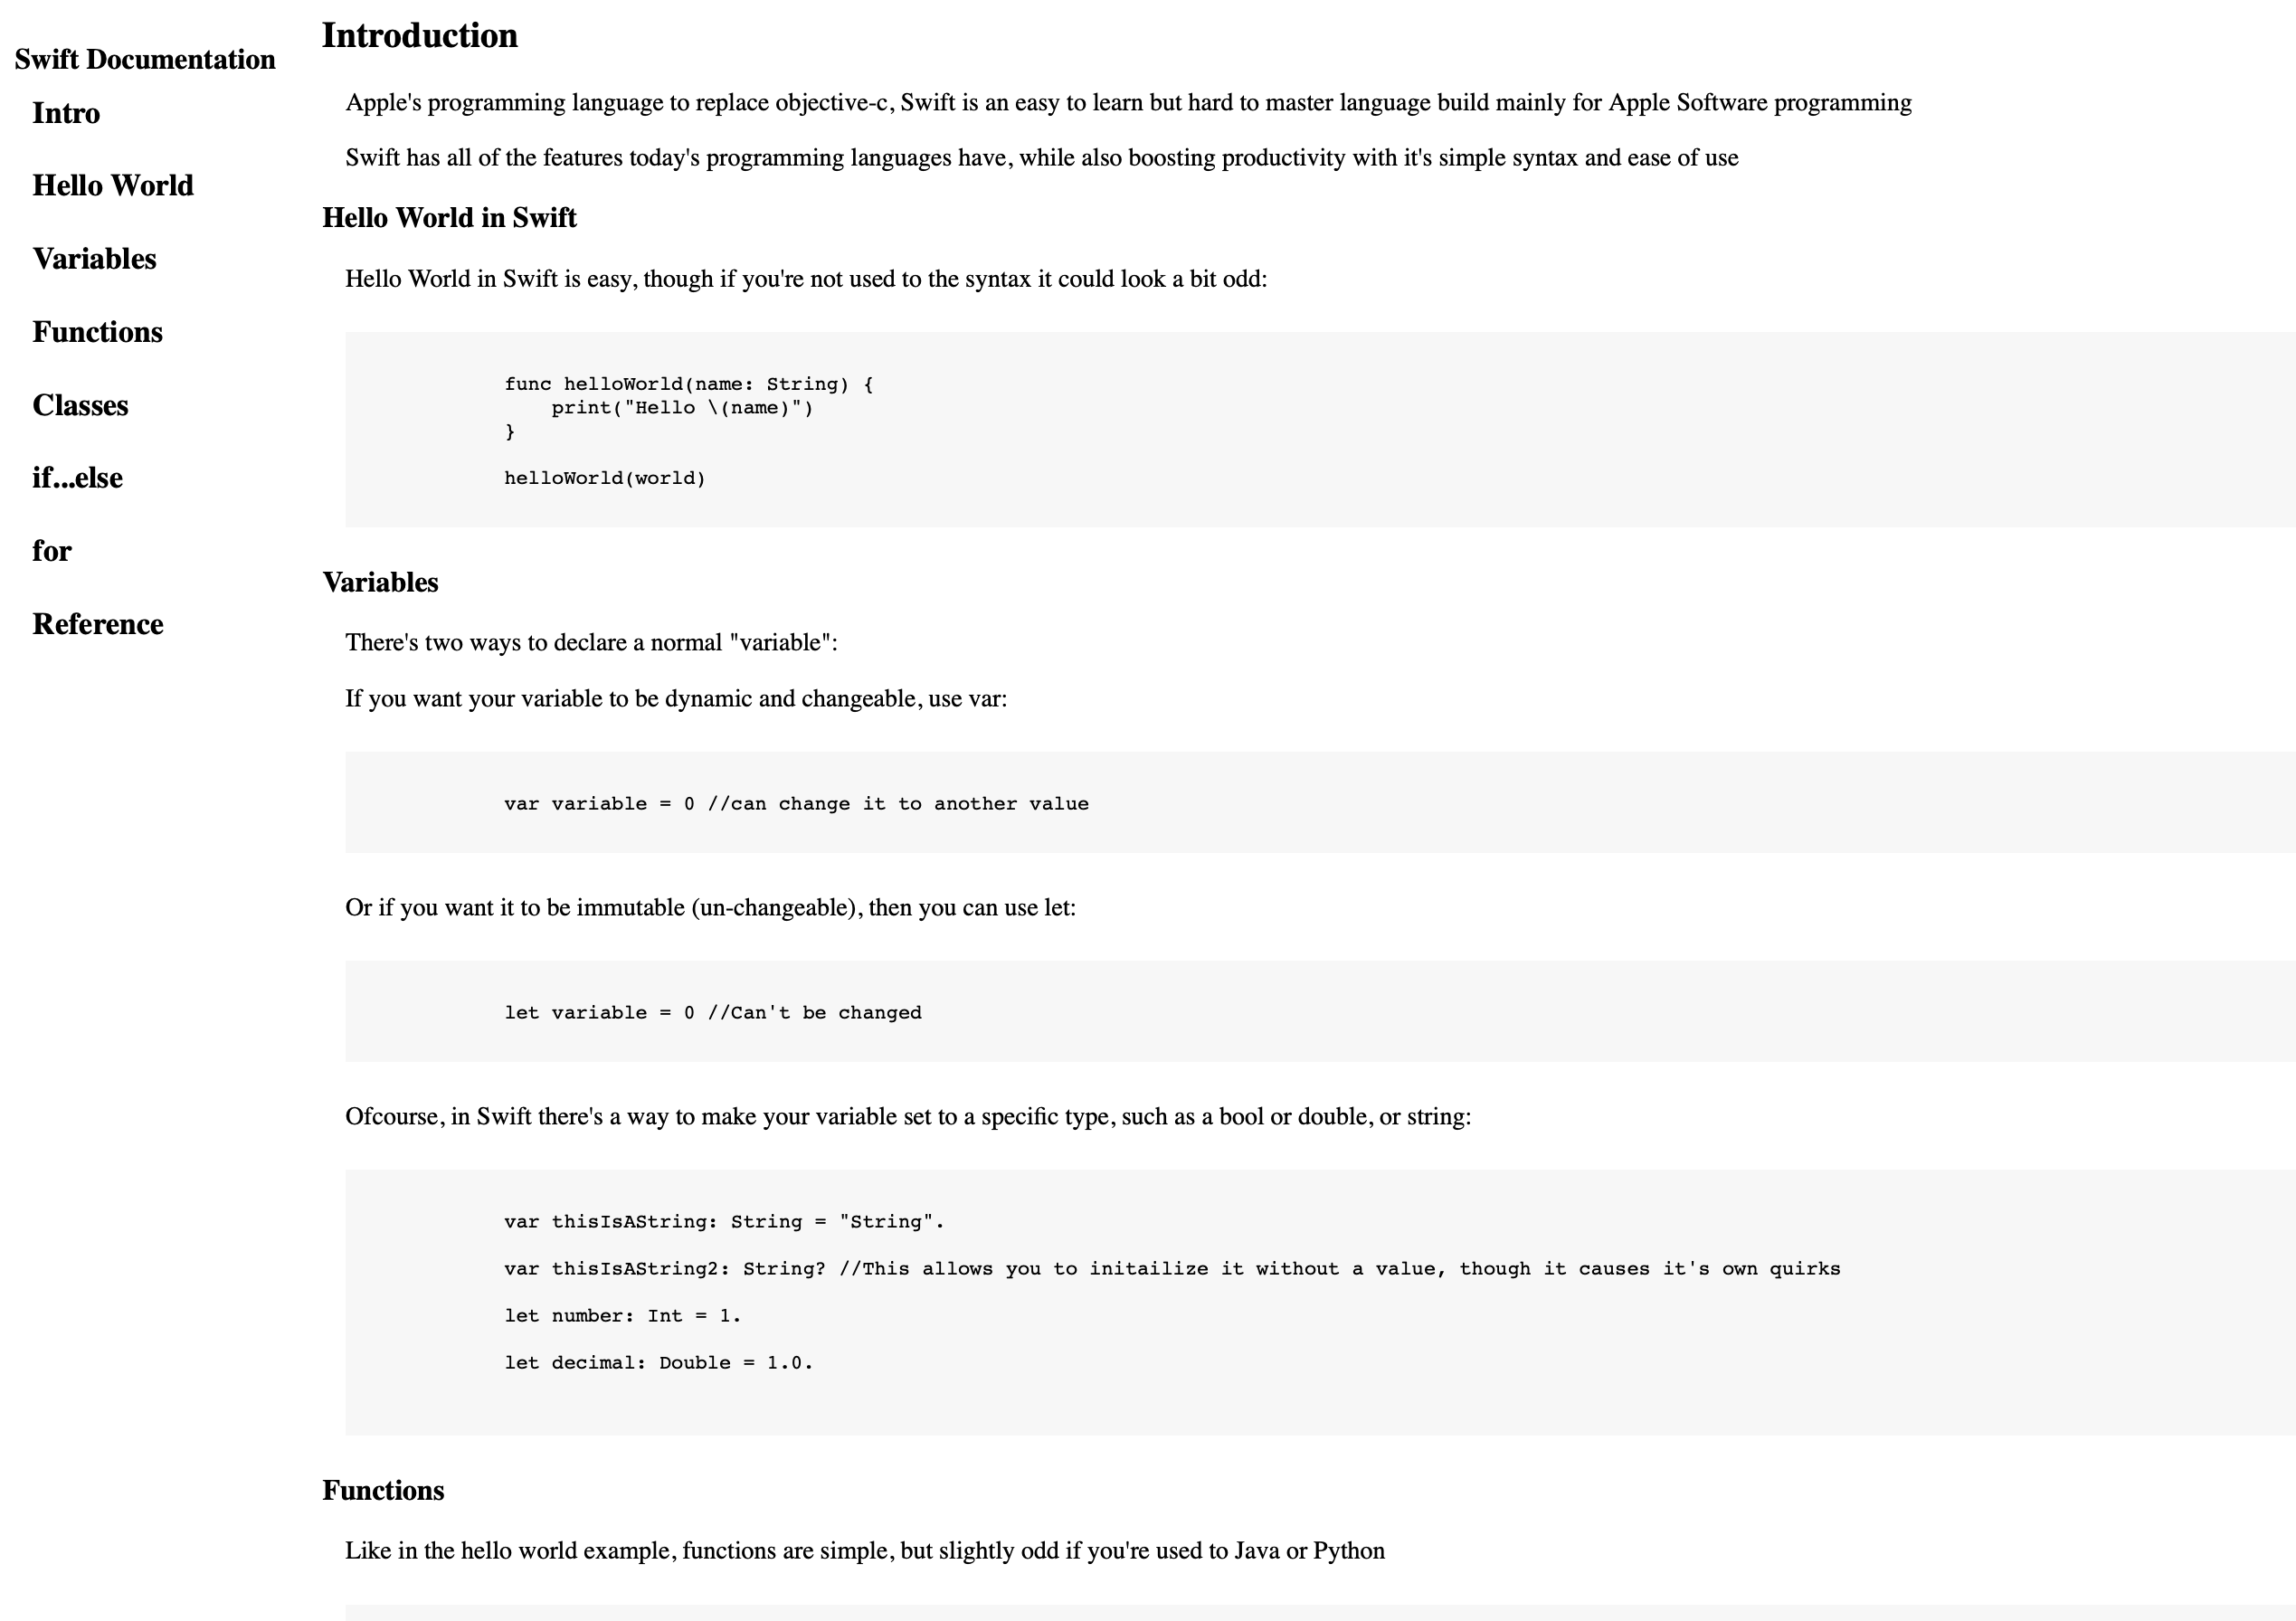 Swift Documentation
Intro
Hello World
Variables
Functions
Classes
if...else
for
Reference
Introduction
Apple's programming language to replace objective-c, Swift is an easy to learn but hard to master language build mainly for Apple Software programming
Swift has all of the features today's programming languages have, while also boosting productivity with it's simple syntax and ease of use
Hello World in Swift
Hello World in Swift is easy, though if you're not used to the syntax it could look a bit odd:
func helloWorld(name: String) {
    print("Hello \(name)")
}
helloWorld(world)
Variables
There's two ways to declare a normal "variable":
If you want your variable to be dynamic and changeable, use var:
var variable = 0 //can change it to another value
Or if you want it to be immutable (un-changeable), then you can use let:
let variable = 0 //Can't be changed
Ofcourse, in Swift there's a way to make your variable set to a specific type, such as a bool or double, or string:
var thisIsAString: String = "String".
var thisIsAString2: String? //This allows you to initailize it without a value, though it causes it's own quirks
let number: Int = 1.
let decimal: Double = 1.0.
Functions
Like in the hello world example, functions are simple, but slightly odd if you're used to Java or Python